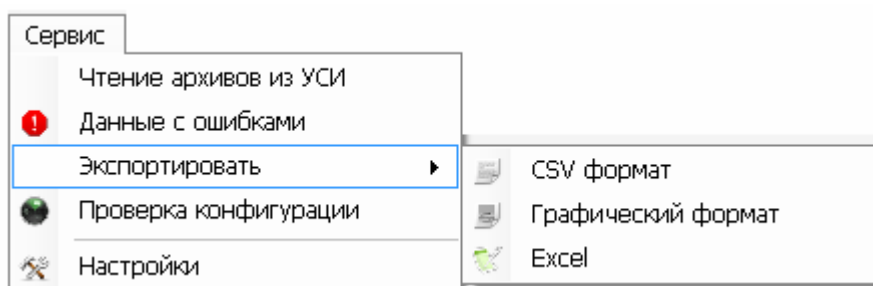 Сервис
Чтение архивов из УСИ
Данные с ошибками
Экспортировать
CSV формат
Проверка конфигурации
Графический формат
Настройки
Excel